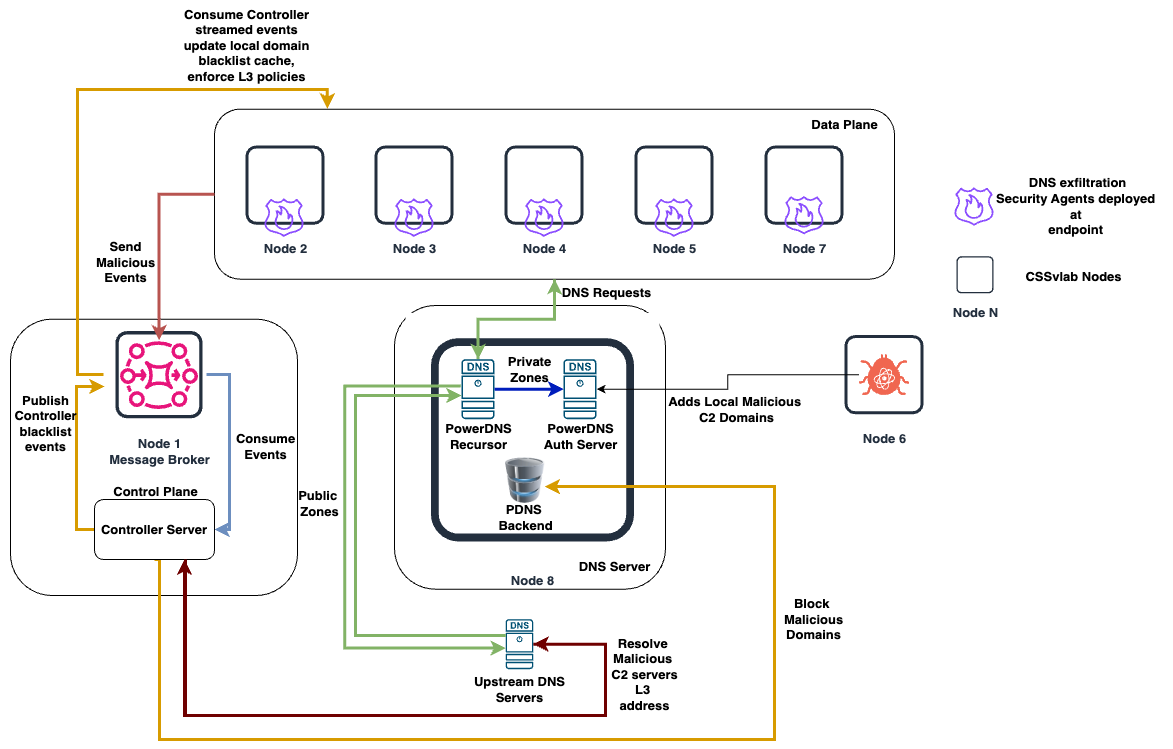 Consume Controller
streamed events
update local domain
blacklist cache,
enforce L3 policies
Data Plane
Node 2
Node 3
Node 4
Node 5
Node 7
DNS exfiltration
Security Agents deployed
at
endpoint
CSSvlab Nodes
Node N
Send
Malicious
Events
DNS Requests
Publish
Controller
blacklist
events
Node 1
Message Broker
Consume
Events
Control Plane
Controller Server
Public
Zones
DNS
Private
Zones
DNS
PowerDNS
Recursor
PowerDNS
Auth Server
PDNS
Backend
DNS Server
Node 8
Adds Local Malicious
C2 Domains
Node 6
Block
Malicious
Domains
DNS
Upstream DNS
Servers
Resolve
Malicious
C2 servers
L3
address